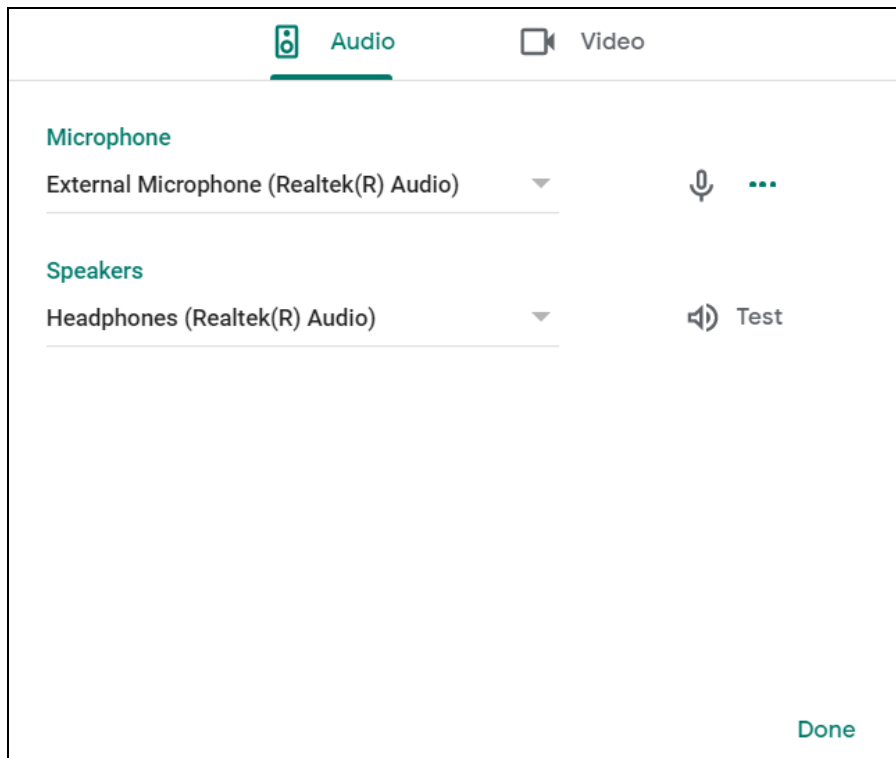 Audio
Video
Microphone
External Microphone (Realtek(R) Audio)
Speakers
Headphones (Realtek(R) Audio)
Test
Done